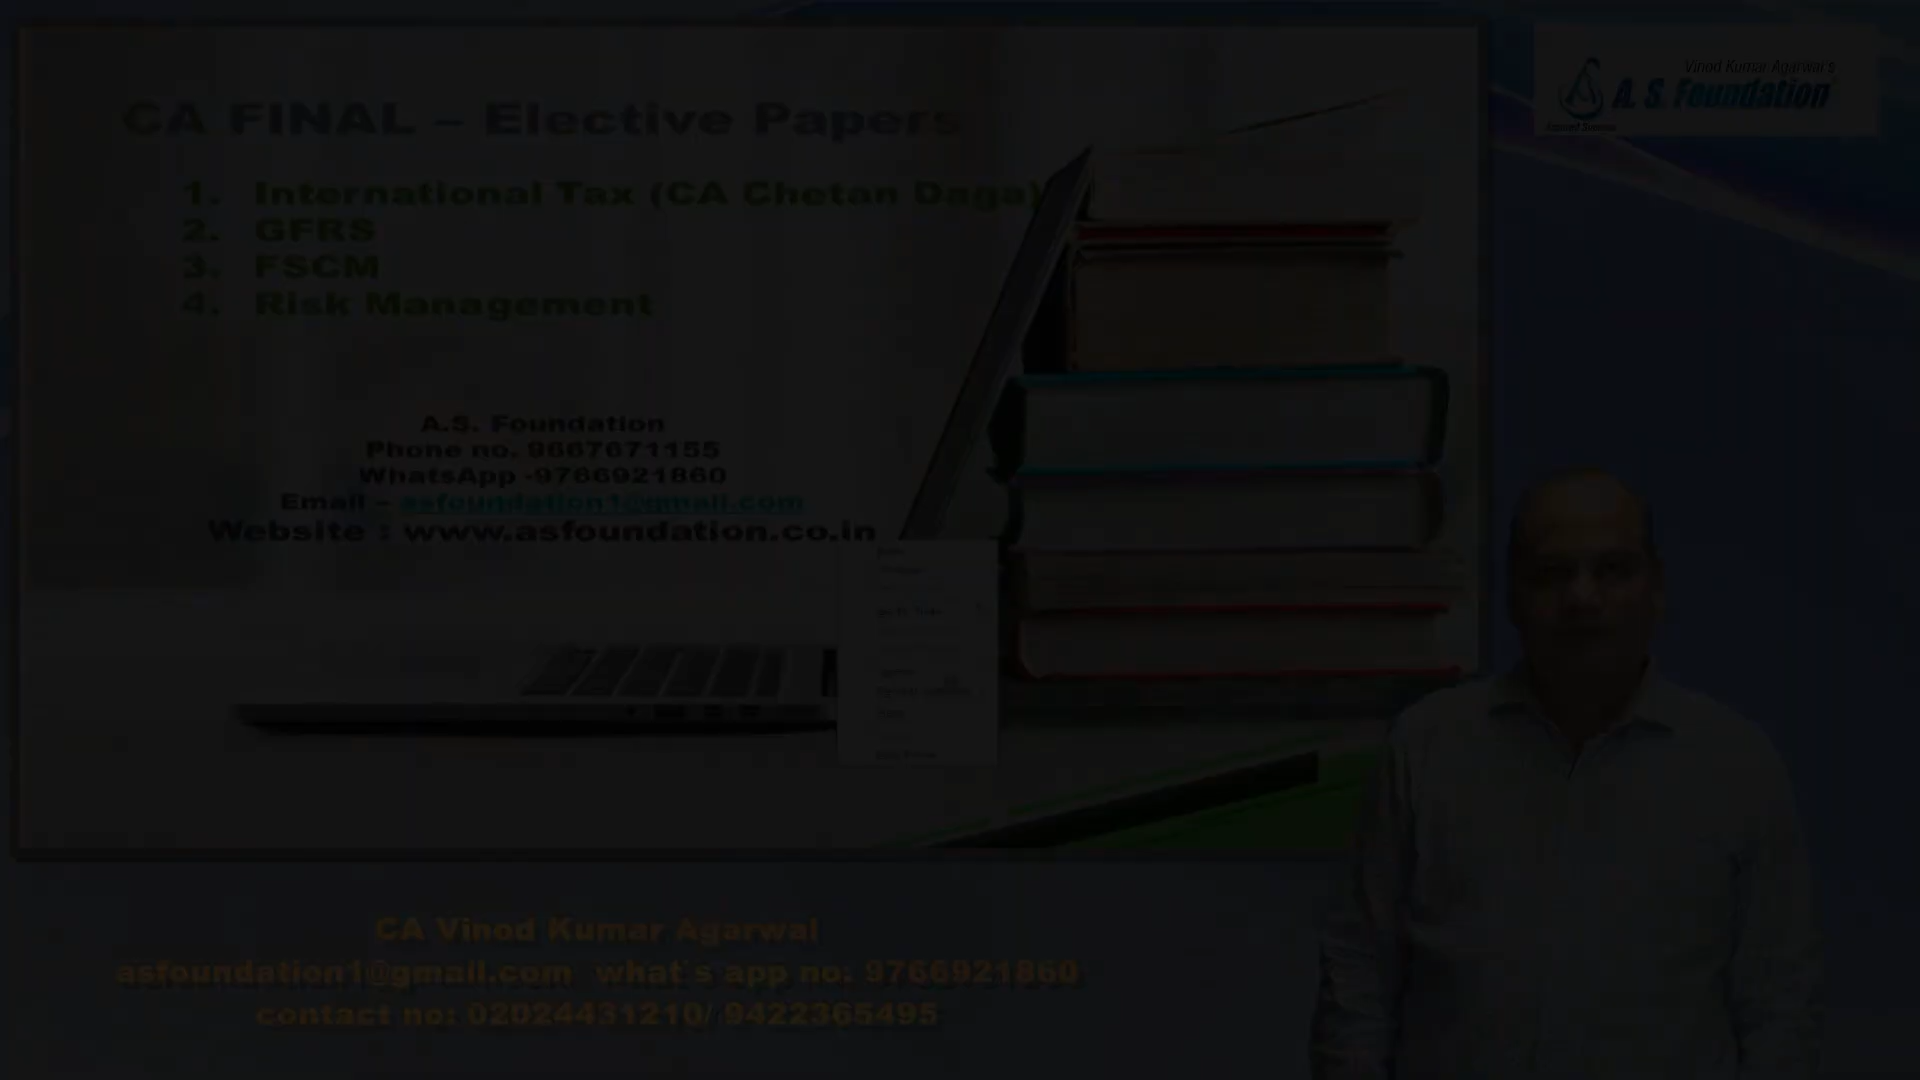 CA FINAL – Elective Papers
1. International Tax (CA Chetan Daga)
2. GFRS
3. FSCM
4. Risk Management
A.S. Foundation
Phone no. 9667671155
WhatsApp -9766921860
Email – asfoundation1@gmail.com
Website : www.asfoundation.co.in
Vinod Kumar Agarwal's
A. S. Foundation
CA Vinod Kumar Agarwal
asfoundation1@gmail.com what's app no. 9766921860
contact no: 02024431210/ 9422365495